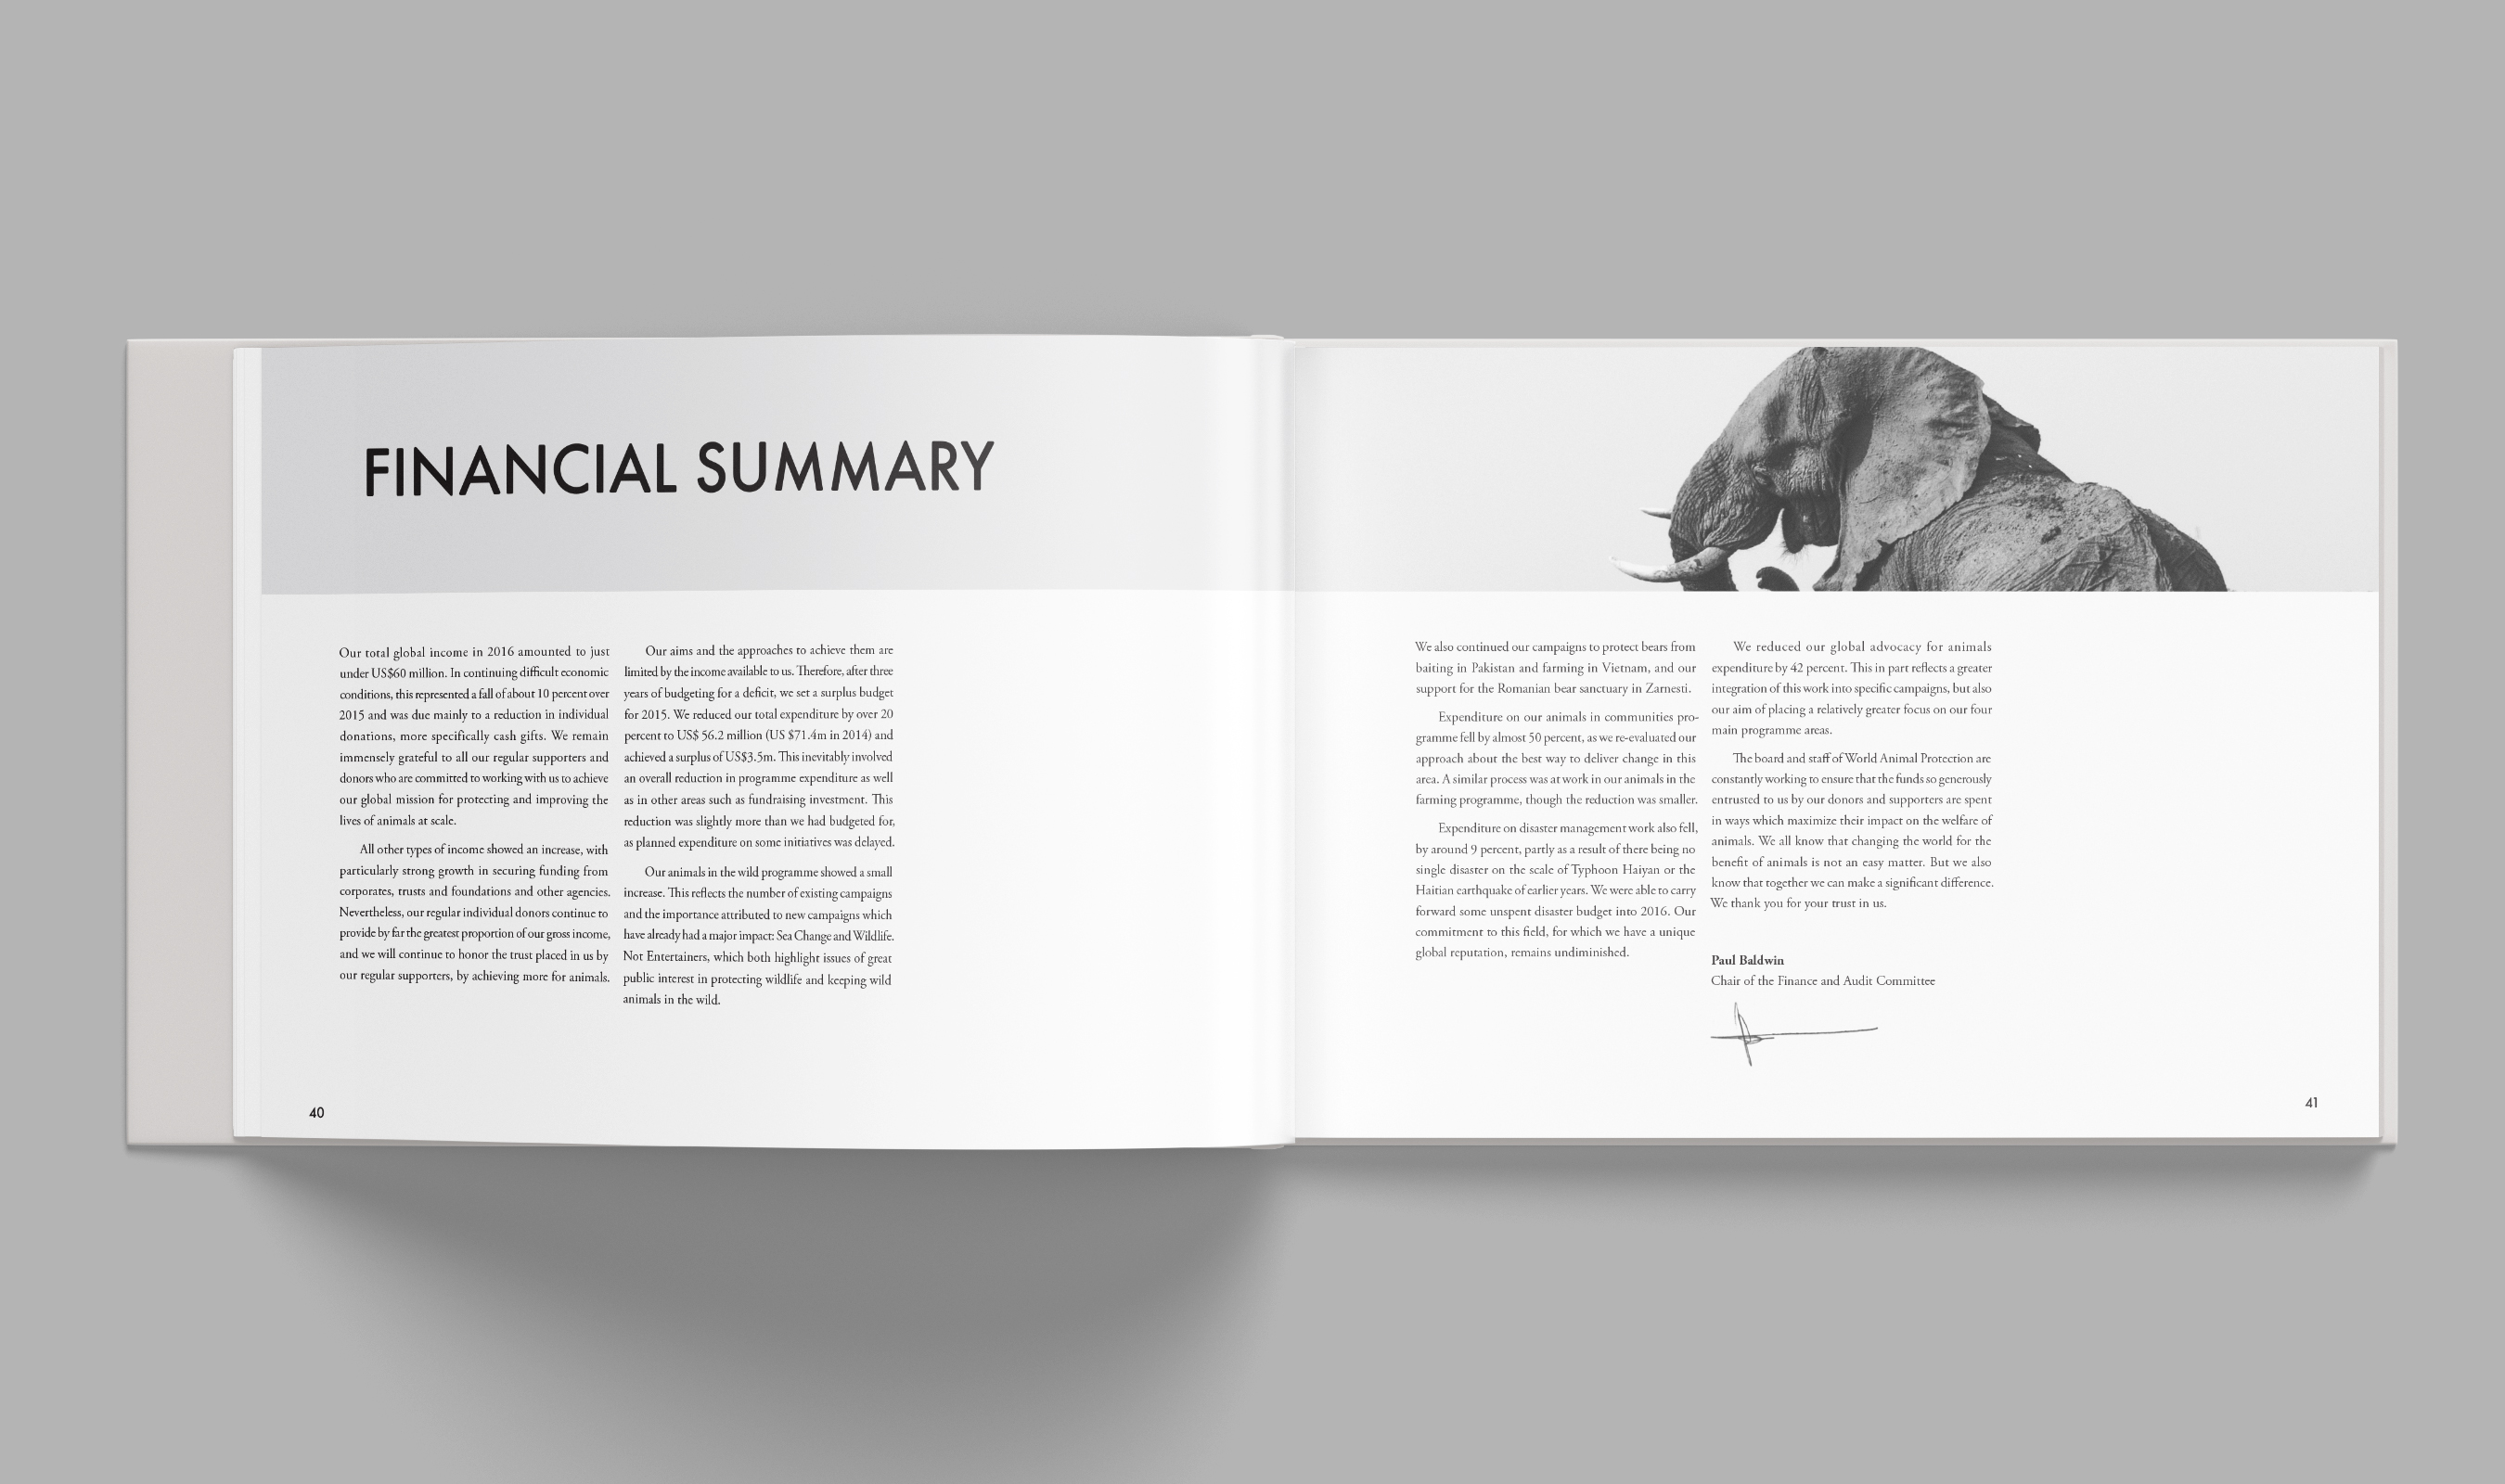 FINANCIAL SUMMARY
Our total global income in 2016 amounted to just
under US$60 million. In continuing difficult economic
conditions, this represented a fall of about 10 percent over
2015 and was due mainly to a reduction in individual
donations, more specifically cash gifts. We remain
immensely grateful to all our regular supporters and
donors who are committed to working with us to achieve
our global mission for protecting and improving the
lives of animals at scale.
All other types of income showed an increase, with
particularly strong growth in securing funding from
corporates, trusts and foundations and other agencies.
Nevertheless, our regular individual donors continue to
provide by far the greatest proportion of our gross income,
and we will continue to honor the trust placed in us by
our regular supporters, by achieving more for animals.
Our aims and the approaches to achieve them are
limited by the income available to us. Therefore, after three
years of budgeting for a deficit, we set a surplus budget
for 2015. We reduced our total expenditure by over 20
percent to US$ 56.2 million (US $71.4m in 2014) and
achieved a surplus of US$3.5m. This inevitably involved
an overall reduction in programme expenditure as well
as in other areas such as fundraising investment. This
reduction was slightly more than we had budgeted for,
as planned expenditure on some initiatives was delayed.
Our animals in the wild programme showed a small
increase. This reflects the number of existing campaigns
and the importance attributed to new campaigns which
have already had a major impact: Sea Change and Wildlife.
Not Entertainers, which both highlight issues of great
public interest in protecting wildlife and keeping wild
animals in the wild.
40
We also continued our campaigns to protect bears from
baiting in Pakistan and farming in Vietnam, and our
support for the Romanian bear sanctuary in Zarnesti.
Expenditure on our animals in communities pro-
gramme fell by almost 50 percent, as we re-evaluated our
approach about the best way to deliver change in this
area. A similar process was at work in our animals in the
farming programme, though the reduction was smaller.
Expenditure on disaster management work also fell,
by around 9 percent, partly as a result of there being no
single disaster on the scale of Typhoon Haiyan or the
Haitian earthquake of earlier years. We were able to carry
forward some unspent disaster budget into 2016. Our
commitment to this field, for which we have a unique
global reputation, remains undiminished.
We reduced our global advocacy for animals
expenditure by 42 percent. This in part reflects a greater
integration of this work into specific campaigns, but also
our aim of placing a relatively greater focus on our four
main programme areas.
The board and staff of World Animal Protection are
constantly working to ensure that the funds so generously
entrusted to us by our donors and supporters are spent
in ways which maximize their impact on the welfare of
animals. We all know that changing the world for the
benefit of animals is not an easy matter. But we also
know that together we can make a significant difference.
We thank you for your trust in us.
Paul Baldwin
Chair of the Finance and Audit Committee
41